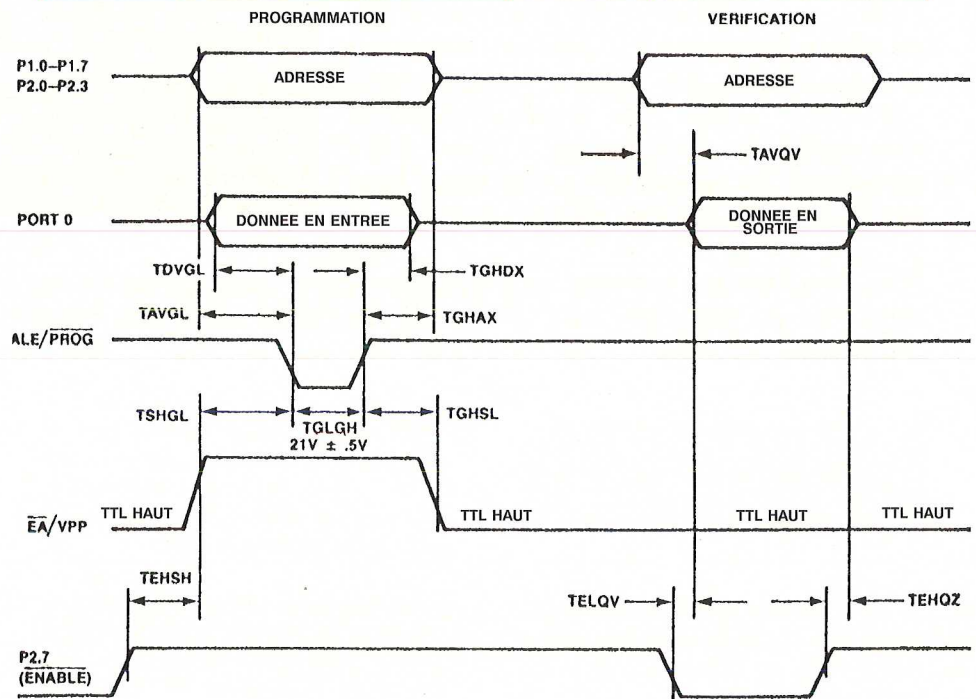 PROGRAMMATION
VERIFICATION
P1.0–P1.7
P2.0–P2.3
ADRESSE
ADRESSE
TAVQV
PORT 0
DONNEE EN ENTREE
DONNEE EN
SORTIE
TDVGL
TGHDX
TAVGL
TGHAX
ALE/PROG
TSHGL
TGLGH
TGHSL
21V ± .5V
EA/VPP
TTL HAUT
TTL HAUT
TTL HAUT
TTL HAUT
TEHSH
TELQV
TEHQZ
P2.7
(ENABLE)